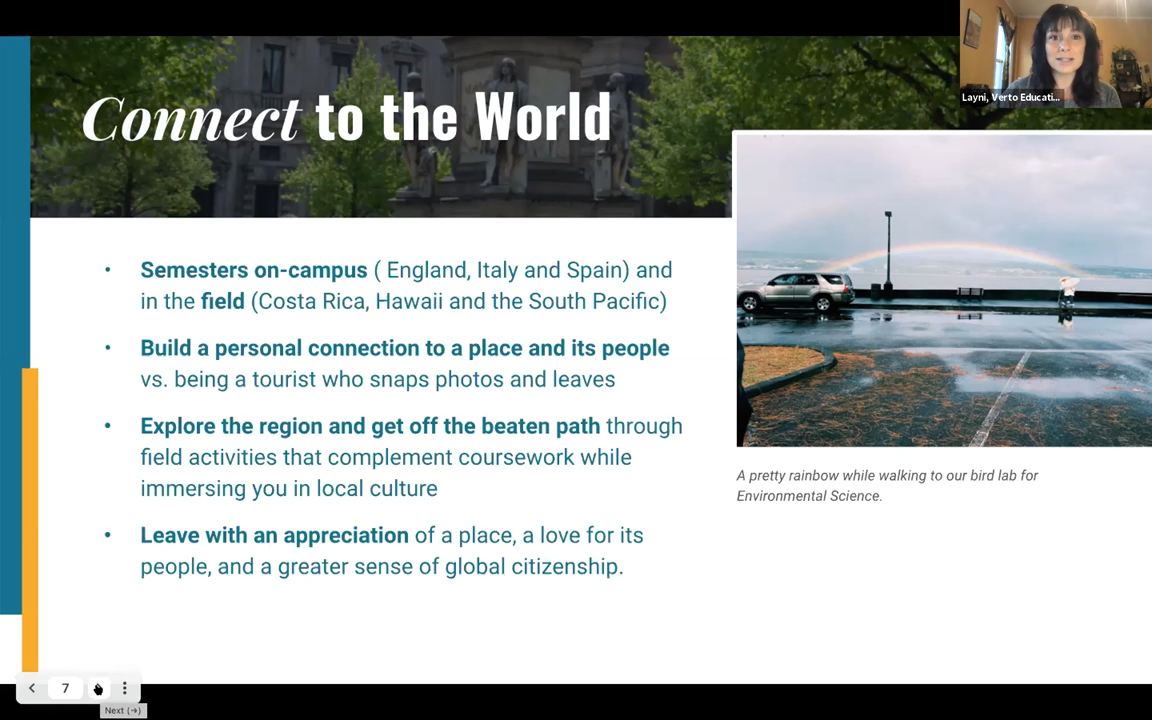 Layni, Verto Educati...
Connect to the World
• Semesters on-campus ( England, Italy and Spain) and
in the field (Costa Rica, Hawaii and the South Pacific)
• Build a personal connection to a place and its people
vs. being a tourist who snaps photos and leaves
• Explore the region and get off the beaten path through
field activities that complement coursework while
immersing you in local culture
• Leave with an appreciation of a place, a love for its
people, and a greater sense of global citizenship.
A pretty rainbow while walking to our bird lab for
Environmental Science.
7
Next (→)